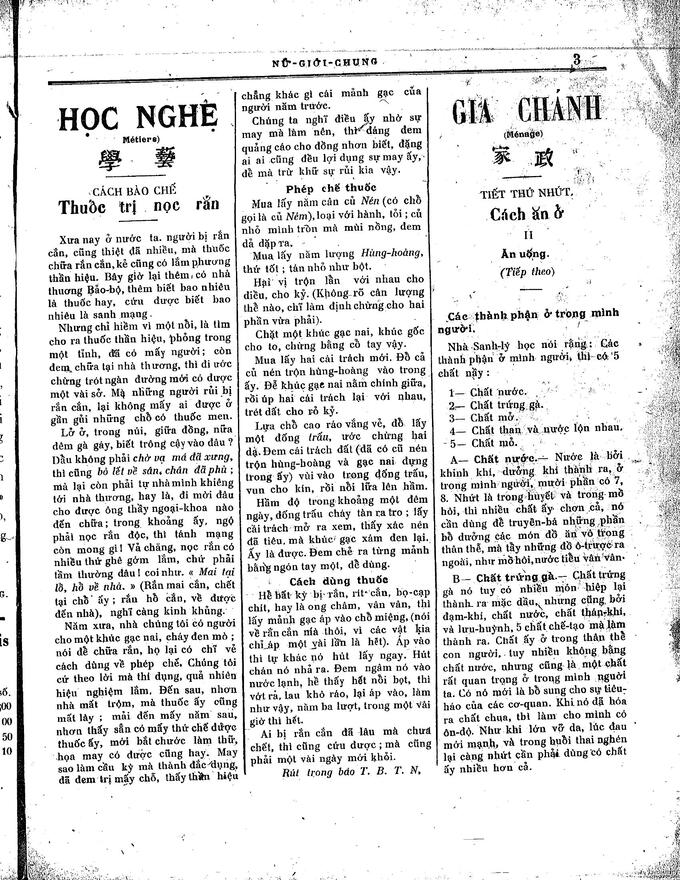 NỮ-GIỚI-CHUNG
3
HỌC NGHỆ
(Métiers)
學 藝
CÁCH BÀO CHẾ
Thuốc trị nọc rắn
Xưa nay ở nước ta. người bị rắn
cắn, cũng thiệt đã nhiều, mà thuốc
chữa rắn cắn, kẻ cũng có lắm phương
thần hiệu. Bây giờ lại thêm, có nhà
thương Bảo-bộ, thêm biết bao nhiêu
là thuốc hay, cứu được biết bao
nhiêu là sanh mạng.
Nhưng chỉ hiềm vì một nỗi, là tìm
cho ra thuốc thần hiệu, phỏng trong
một tỉnh, đã có mấy người; còn
đem chữa tại nhà thương, thì đi ước
chừng trót ngàn dường mới có được
một vài sở. Mà những người rủi bị
rắn cắn, lại không mấy ai được ở
gần gũi những chỗ có thuốc men.
Lỡ ở, trong núi, giữa đồng, nửa
đêm gà gáy, biết trông cậy vào đâu?
Dầu không phải chờ vạ má đã xưng,
thì cũng bỏ lết về sân, chân đã phù;
mà lại còn phải tự nhà mình khiêng
tới nhà thương, hay là, đi mời đâu
cho được ông thầy ngoại-khoa nào
đến chữa; trong khoảng ấy, ngộ
phải nọc rắn độc, thì tánh mạng
còn mong gì! Vả chăng, nọc rắn có
nhiều thứ ghê gớm lắm, chứ phải
tầm thường đâu! coi như. « Mai tại
lỗ, hổ về nhà. » (Rắn mai cắn, chết
tại chỗ ấy; rắn hổ cắn, về được
đến nhà), nghĩ càng kinh khủng.
Năm xưa, nhà chúng tôi có người
cho một khúc gạc nai, cháy đen mò;
nói để chữa rắn, họ lại có chỉ vẽ
cách dùng về phép chế. Chúng tôi
cứ theo lời mà thí dụng, quả nhiên
hiệu nghiệm lắm. Đến sau, nhơn
nhà mất trộm, mà thuốc ấy cũng
mất lây; mãi đến mấy năm sau,
nhơn thấy sẵn có mấy thứ chế được
thuốc ấy, mới bắt chước làm thử,
họa may có được cũng hay. May
sao làm cầu kỳ mà thành đắc dụng,
đã đem trị mấy chỗ, thấy thần hiệu
chẳng khác gì cái mảnh gạc của
người năm trước.
Chúng ta nghĩ điều ấy nhờ sự
may mà làm nên, thì đáng đem
quảng cáo cho đồng nhơn biết, đặng
ai ai cũng đều lợi dụng sự may ấy,
để mà trừ khử sự rủi kia vậy.
Phép chế thuốc
Mua lấy năm cân củ Nén (có chỗ
gọi là củ Ném), loại với hành, tỏi; củ
nhỏ mình tròn mà mùi nồng, đem
dã dập ra.
Mua lấy năm lượng Hùng-hoàng,
thứ tốt; tán nhỏ như bột.
Hai vị trộn lẫn với nhau cho
điều, cho kỹ. (Không rõ cân lượng
thế nào, chỉ làm định chừng cho hai
phần vừa phải).
Chặt một khúc gạc nai, khúc gốc
cho to, chừng bằng cổ tay vậy.
Mua lấy hai cái trách mới. Đổ cả
củ nén trộn hùng-hoàng vào trong
ấy. Để khúc gạc nai nằm chính giữa,
rồi úp hai cái trách lại với nhau,
trét đất cho rỏ kỹ.
Lựa chỗ cao ráo vắng vẻ, đổ lấy
một đống trấu, ước chừng hai
dạ. Đem cái trách đất (đã có củ nén
trộn hùng-hoàng và gạc nai đựng
trong ấy) vùi vào trong đống trấu,
vun cho kín, rồi nổi lửa lên hầm.
Hầm độ trong khoảng một đêm
ngày, đống trấu cháy tàn ra tro; lấy
cái trách mở ra xem, thấy xác nén
đã tiêu, mà khúc gạc xám đen lại.
Ấy là được. Đem chẻ ra từng mảnh
bằng ngón tay một, để dùng.
Cách dùng thuốc
Hễ bất kỳ bị rắn, rít cắn, bọ-cạp
chít, hay là ong châm, vân vân, thì
lấy mảnh gạc áp vào chỗ miệng, (nói
về rắn cắn mà thôi, vì các vật kia
chỉ áp một vài lần là hết). Áp vào
thì tự khác nó hút lấy ngay. Hút
chán nó nhả ra. Đem ngâm nó vào
nước lạnh, hễ thấy hết nổi bọt, thì
vớt ra, lau khô ráo, lại áp vào, làm
như vậy, năm ba lượt, trong một vài
giờ thì hết.
Ai bị rắn cắn đã lâu mà chưa
chết, thì cũng cứu được; mà cũng
phải một vài ngày mới khỏi.
Rút trong báo T. B. T. N,
GIA CHÁNH
(Ménage)
家 政
TIẾT THỨ NHỨT.
Cách ăn ở
II
Ăn uống.
(Tiếp theo)
Các thành phận ở trong mình
người.
Nhà Sanh-lý học nói rằng: Các
thành phận ở mình người, thì có 5
chất nầy:
1— Chất nước.
2— Chất trứng gà.
3— Chất mỡ.
4— Chất than và nước lộn nhau.
5— Chất mỏ.
A— Chất nước.— Nước là bởi
khinh khí, dưỡng khí thành ra, ở
trong mình người, mười phần có 7,
8. Nhứt là trong huyết và trong mồ
hôi, thì nhiều chất ấy chọn cả, nó
cần dùng để truyền-bá những phần
bổ dưỡng các món đồ ăn vô trong
thân thể, mà tẩy những đồ ô-trược ra
ngoài, như mồ hôi, nước tiểu vân vân.
B— Chất trứng gà.— Chất trứng
gà nó tuy có nhiều món hiệp lại
thành ra mặc dầu, nhưng cũng bởi
đạm-khí, chất nước, chất thán-khí,
và lưu-huỳnh, 5 chất chế-tạo mà làm
thành ra. Chất ấy ở trong thân thể
con người, tuy nhiều không bằng
chất nước, nhưng cũng là một chất
rất quan trọng ở trong mình người
ta. Có nó mới là bổ sung cho sự tiêu-
háo của các cơ-quan. Khi nó đã hóa
ra chất chua, thì làm cho mình có
ôn-độ. Như khi lớn vỡ da, lúc đau
mới mạnh, và trong buổi thai nghén
lại càng nhứt cần phải dùng có chất
ấy nhiều hơn cả.